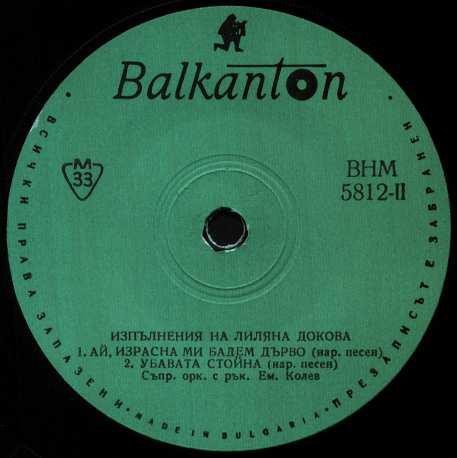 Balkanton
M
33
ВНМ
5812-II
ИЗПЪЛНЕНИЯ НА ЛИЛЯНА ДОКОВА
1. АЙ, ИЗРАСНА МИ БАДЕМ ДЪРВО (нар. песен)
2. УБАВАТА СТОЙНА (нар. песен)
Съпр. орк. с рък. Ем. Колев
· ВСИЧКИ ПРАВА ЗАПАЗЕНИ · MADE IN BULGARIA · ПРЕЗАПИСЪТ Е ЗАБРАНЕН ·